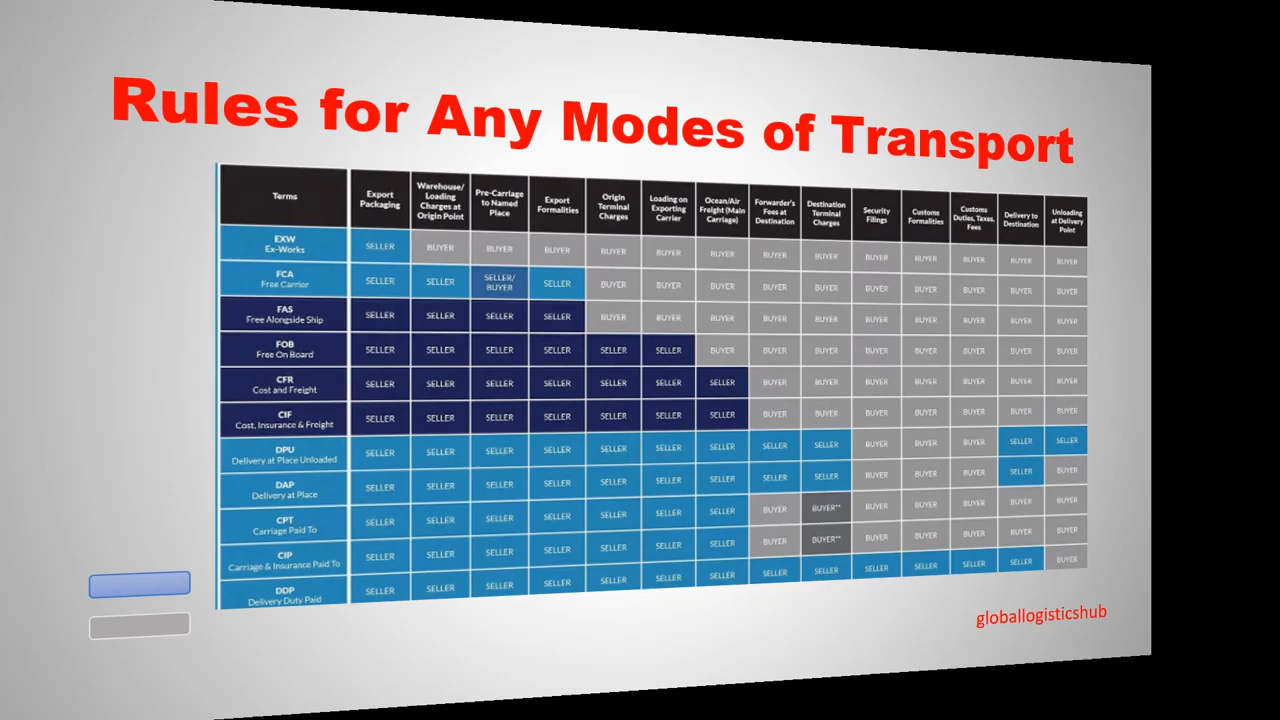 Rules for Any Modes of Transport
Terms
Export
Packaging
Warehouse/
Loading
Charges at
Origin Point
Pre-Carriage
to Named
Place
Export
Formalities
Origin
Terminal
Charges
Loading on
Exporting
Carrier
Ocean/Air
Freight (Main
Carriage)
Forwarder's
Fees at
Destination
Destination
Terminal
Charges
Security
Filings
Customs
Formalities
Customs
Duties, Taxes,
Fees
Delivery to
Destination
Unloading
at Delivery
Point
EXW
Ex-Works
SELLER BUYER BUYER BUYER BUYER BUYER BUYER BUYER BUYER BUYER BUYER BUYER BUYER BUYER
FCA
Free Carrier
SELLER SELLER SELLER/
BUYER
SELLER BUYER BUYER BUYER BUYER BUYER BUYER BUYER BUYER BUYER BUYER
FAS
Free Alongside Ship
SELLER SELLER SELLER SELLER BUYER BUYER BUYER BUYER BUYER BUYER BUYER BUYER BUYER BUYER
FOB
Free On Board
SELLER SELLER SELLER SELLER SELLER SELLER BUYER BUYER BUYER BUYER BUYER BUYER BUYER BUYER
CFR
Cost and Freight
SELLER SELLER SELLER SELLER SELLER SELLER SELLER BUYER BUYER BUYER BUYER BUYER BUYER BUYER
CIF
Cost, Insurance & Freight
SELLER SELLER SELLER SELLER SELLER SELLER SELLER BUYER BUYER BUYER BUYER BUYER BUYER BUYER
DPU
Delivery at Place Unloaded
SELLER SELLER SELLER SELLER SELLER SELLER SELLER SELLER SELLER BUYER BUYER BUYER SELLER SELLER
DAP
Delivery at Place
SELLER SELLER SELLER SELLER SELLER SELLER SELLER SELLER SELLER BUYER BUYER BUYER SELLER BUYER
CPT
Carriage Paid To
SELLER SELLER SELLER SELLER SELLER SELLER SELLER BUYER BUYER** BUYER BUYER BUYER BUYER BUYER
CIP
Carriage & Insurance Paid To
SELLER SELLER SELLER SELLER SELLER SELLER SELLER BUYER BUYER** BUYER BUYER BUYER BUYER BUYER
DDP
Delivery Duty Paid
SELLER SELLER SELLER SELLER SELLER SELLER SELLER SELLER SELLER SELLER SELLER SELLER SELLER BUYER
globallogisticshub